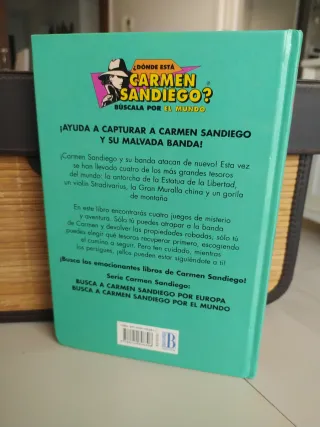 ¿DÓNDE ESTÁ
CARMEN
SANDIEGO?
BÚSCALA POR EL MUNDO
¡AYUDA A CAPTURAR A CARMEN SANDIEGO
Y SU MALVADA BANDA!
¡Carmen Sandiego y su banda atacan de nuevo! Esta vez
se han llevado cuatro de los más grandes tesoros
del mundo: la antorcha de la Estatua de la Libertad,
un violín Stradivarius, la Gran Muralla china y un gorila
de montaña
En este libro encontrarás cuatro juegos de misterio
y aventura. Sólo tú puedes atrapar a la banda
de Carmen y devolver las propiedades robadas, sólo tú
puedes elegir qué tesoros recuperar primero, escogiendo
el camino a seguir. Pero ten cuidado, mientras
los persigues, ¡ellos pueden estar siguiéndote a ti!
¡Busca los emocionantes libros de Carmen Sandiego!
Serie Carmen Sandiego:
BUSCA A CARMEN SANDIEGO POR EUROPA
BUSCA A CARMEN SANDIEGO POR EL MUNDO
B